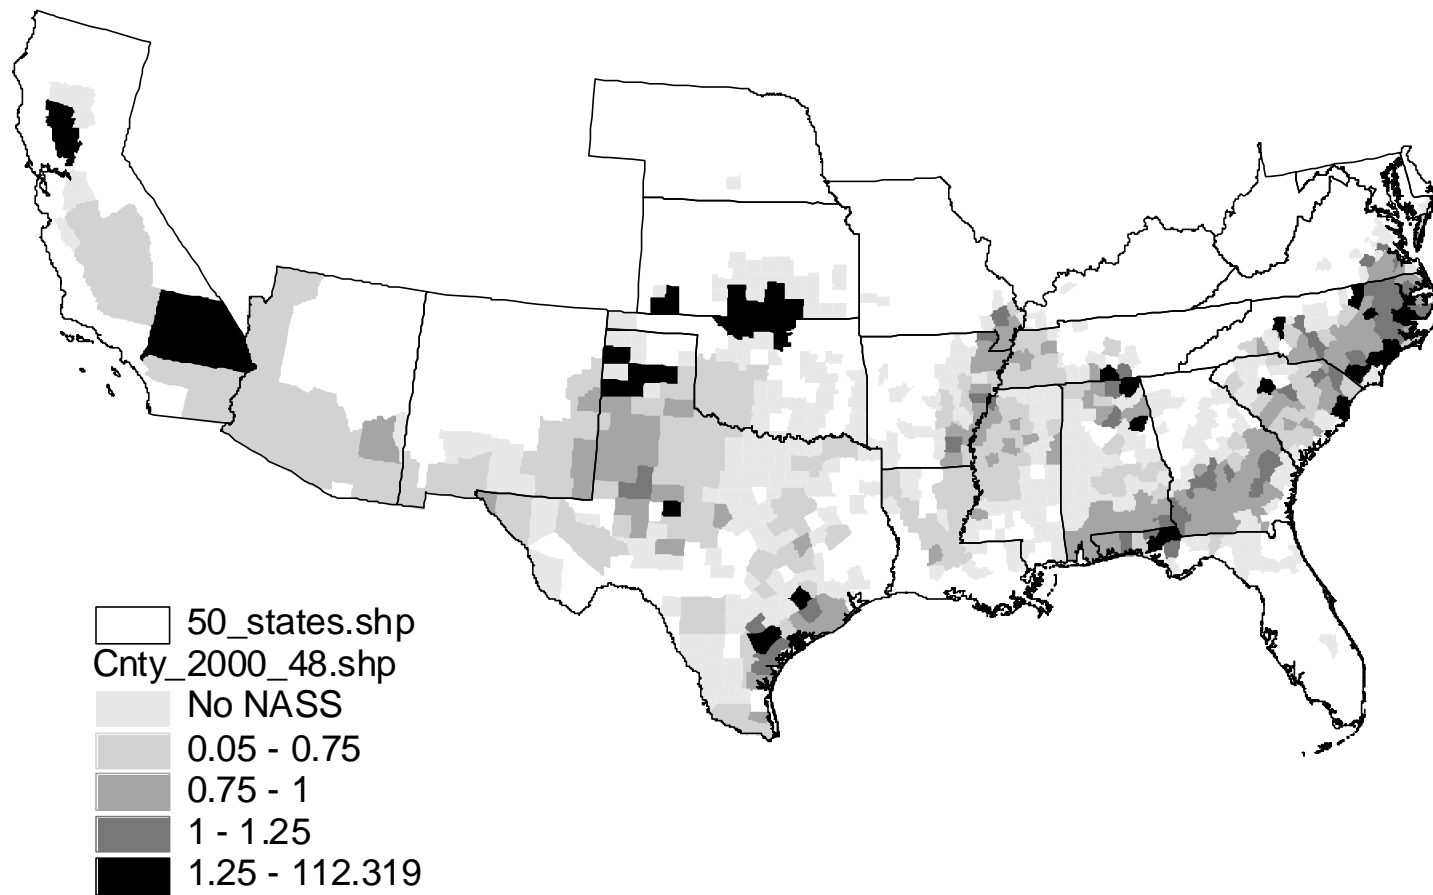 50_states.shp
Cnty_2000_48.shp
No NASS
0.05 - 0.75
0.75 - 1
1 - 1.25
1.25 - 112.319